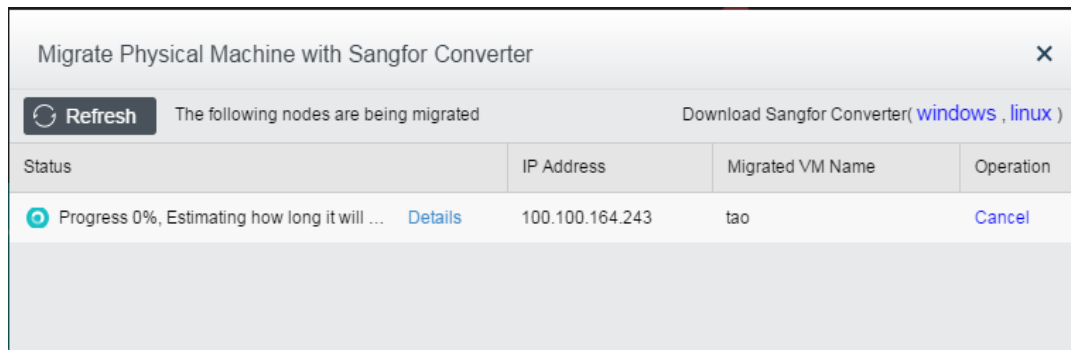 Migrate Physical Machine with Sangfor Converter
Refresh The following nodes are being migrated Download Sangfor Converter( windows , linux )
Status IP Address Migrated VM Name Operation
Progress 0%, Estimating how long it will ... Details 100.100.164.243 tao Cancel